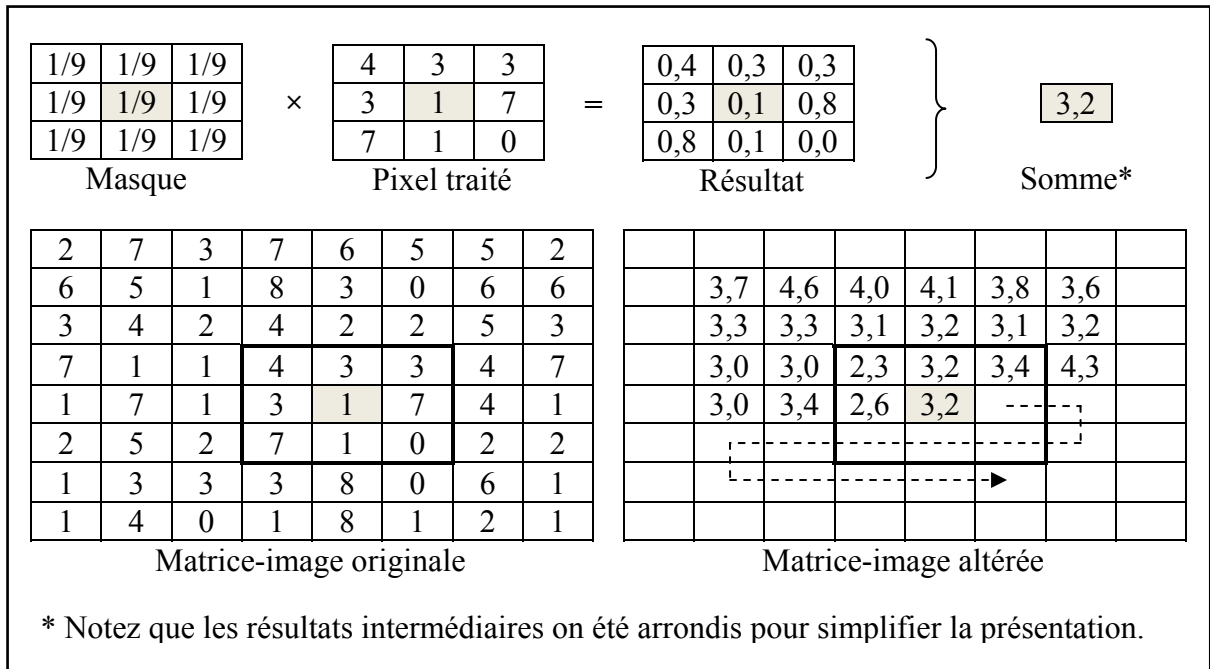 1/9 1/9 1/9 4 3 3 0,4 0,3 0,3
1/9 1/9 1/9 × 3 1 7 = 0,3 0,1 0,8 3,2
1/9 1/9 1/9 7 1 0 0,8 0,1 0,0
Masque Pixel traité Résultat Somme*
2 7 3 7 6 5 5 2
6 5 1 8 3 0 6 6
3 4 2 4 2 2 5 3
7 1 1 4 3 3 4 7
1 7 1 3 1 7 4 1
2 5 2 7 1 0 2 2
1 3 3 3 8 0 6 1
1 4 0 1 8 1 2 1
Matrice-image originale
3,7 4,6 4,0 4,1 3,8 3,6
3,3 3,3 3,1 3,2 3,1 3,2
3,0 3,0 2,3 3,2 3,4 4,3
3,0 3,4 2,6 3,2
Matrice-image altérée
* Notez que les résultats intermédiaires on été arrondis pour simplifier la présentation.